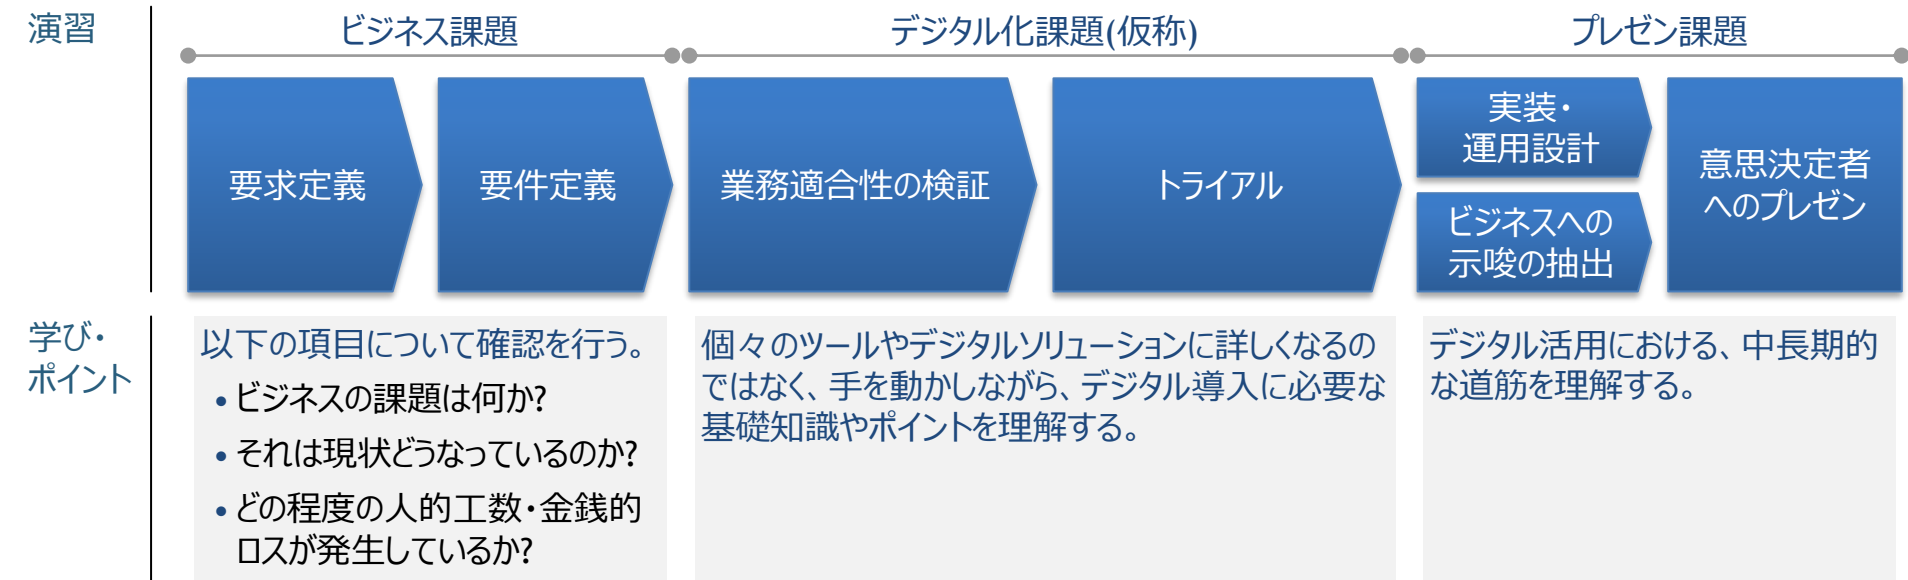 演習
ビジネス課題
デジタル化課題(仮称)
プレゼン課題
要求定義
要件定義
業務適合性の検証
トライアル
実装・
運用設計
ビジネスへの
示唆の抽出
意思決定者
へのプレゼン
学び・
ポイント
以下の項目について確認を行う。
• ビジネスの課題は何か?
• それは現状どうなっているのか?
• どの程度の人的工数・金銭的
ロスが発生しているか?
個々のツールやデジタルソリューションに詳しくなるの
ではなく、手を動かしながら、デジタル導入に必要な
基礎知識やポイントを理解する。
デジタル活用における、中長期的
な道筋を理解する。